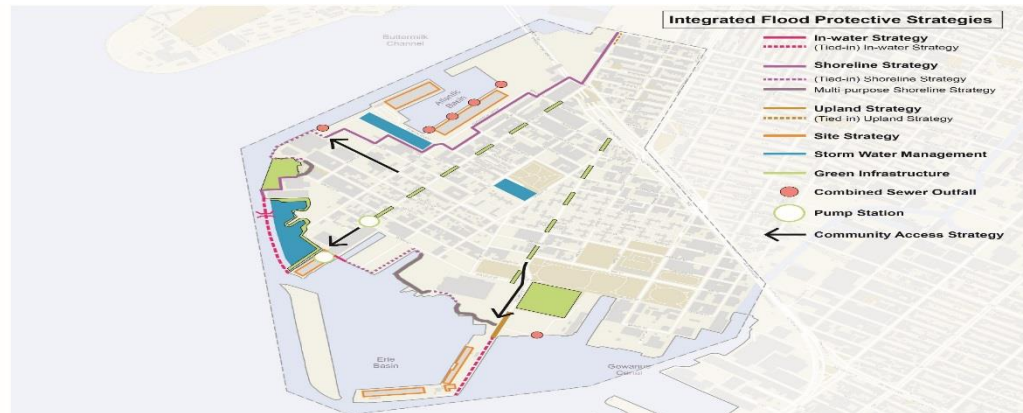 Integrated Flood Protective Strategies
In-water Strategy
(Tied-in) In-water Strategy
Shoreline Strategy
(Tied-in) Shoreline Strategy
Multi-purpose Shoreline Strategy
Upland Strategy
(Tied in) Upland Strategy
Site Strategy
Storm Water Management
Green Infrastructure
Combined Sewer Outfall
Pump Station
Community Access Strategy
Buttermilk
Channel
Atlantic
Basin
Erie
Basin
Gowanus
Canal